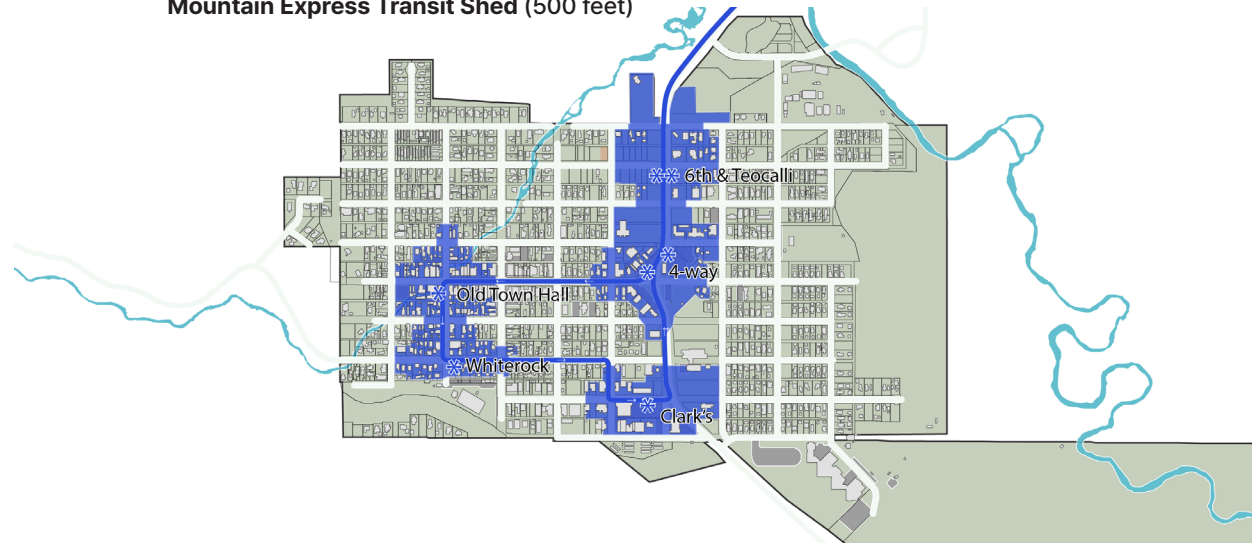 Mountain Express Transit Shed (500 feet)
6th & Teocalli
4-way
Old Town Hall
Whiterock
Clark's